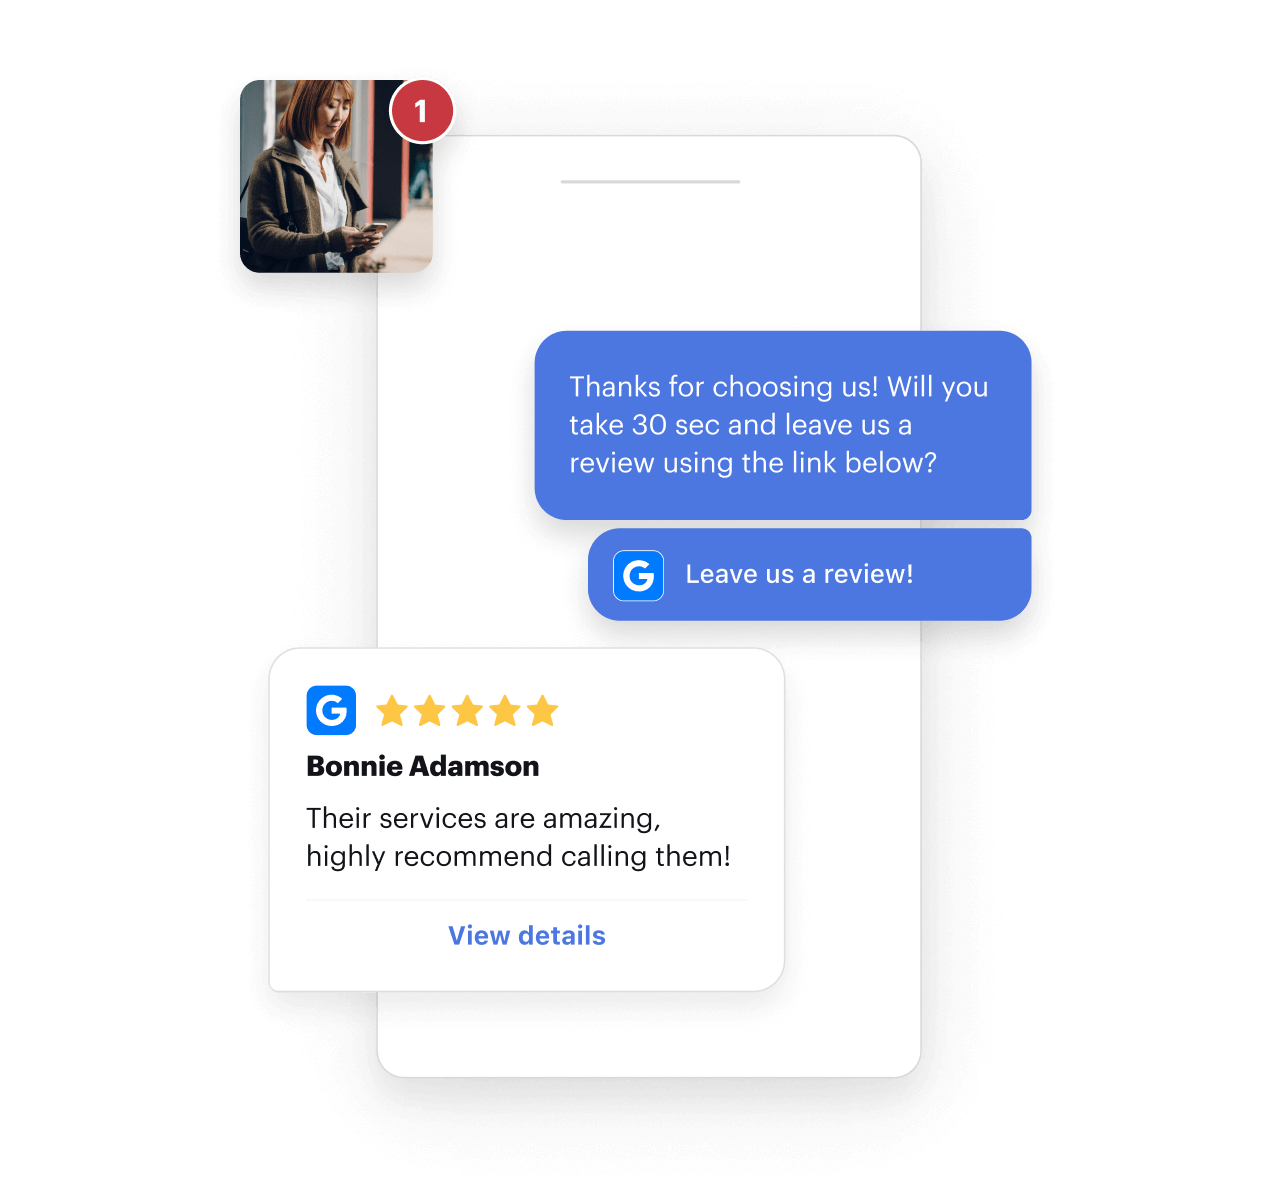 1
Thanks for choosing us! Will you
take 30 sec and leave us a
review using the link below?
G
Leave us a review!
G
Bonnie Adamson
Their services are amazing,
highly recommend calling them!
View details